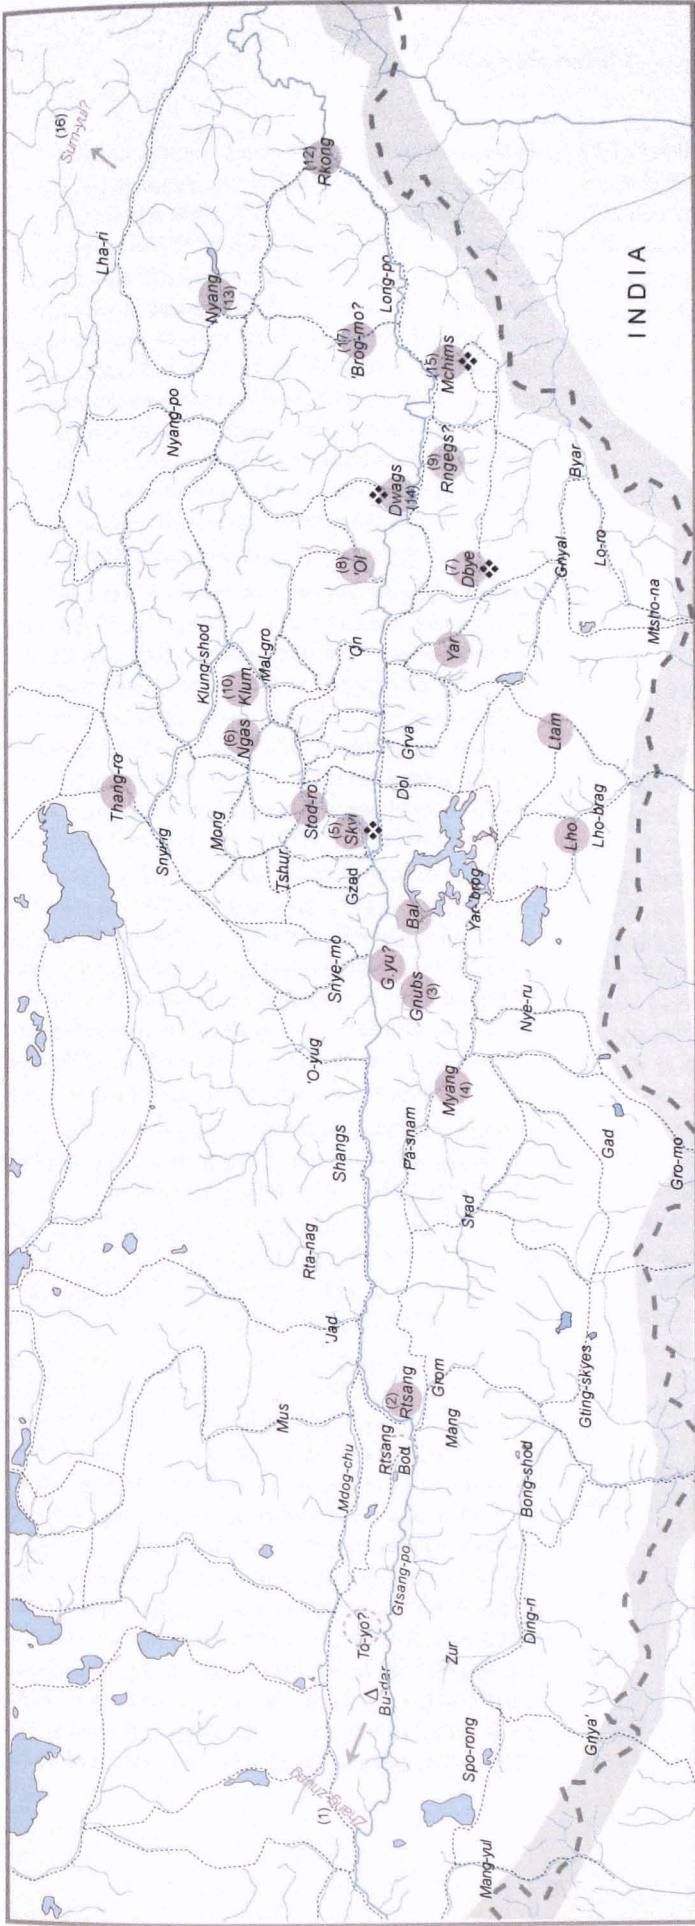 (16)
Sum-yul?
Lha-ri
Thang-ro
Snying
Nyang-po
Klung-shod
Mong
Nyang
(13)
(10)
Klum
(6)
Ngas
Mal-gro
Mus
Tshur
Rta-nag
Stod-ro
(12)
Rkong
(1)
Zhang-zhung
'O-yug
Snye-mo
'Jad
Shangs
Mdog-chu
Gzad
(5)
Skyi
'On
(8)
'Ol
(17)
'Brog-mo?
To-yo?
Bu-dar
Rtsang
Bod
Gtsang-po
(2)
Rtsang
G.yu?
Long-po
Dwags
(14)
Pa-snam
Gnubs
(3)
Bal
Dol
Grva
Grom
Mang
Zur
Myang
(4)
Yar
(7)
Dbye
(9)
Rngegs?
(15)
Mchims
Spo-rong
Srad
Yar-brog
Mang-yul
Ding-ri
Bong-shod
Nye-ru
Ltam
Gnyal
Byar
Gnya'
Gting-skyes
Gad
Lho
Lho-brag
Lo-ro
INDIA
Gro-mo
Mtsho-na